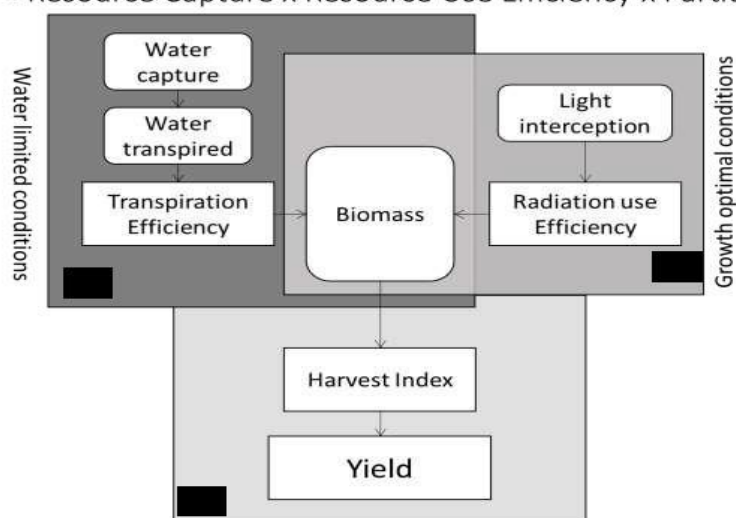 Resource Capture x Resource Use Efficiency x
Water limited conditions
Water
capture
Water
transpired
Transpiration
Efficiency
Biomass
Light
interception
Radiation use
Efficiency
Growth optimal conditions
Harvest Index
Yield